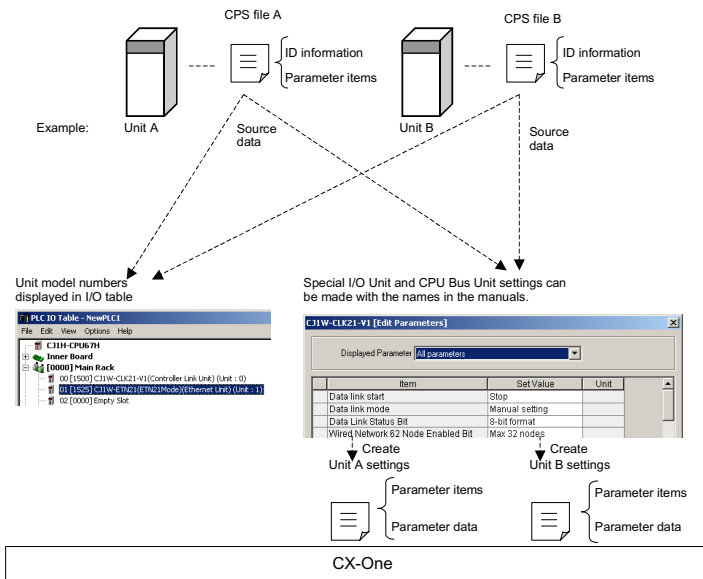 CPS file A
CPS file B
ID information
Parameter items
ID information
Parameter items
Example:
Unit A
Source
data
Unit B
Source
data
Unit model numbers
displayed in I/O table
Special I/O Unit and CPU Bus Unit settings can
be made with the names in the manuals.
PLC IO Table - NewPLC1
File Edit View Options Help
CJ1H-CPU67H
Inner Board
[0000] Main Rack
00 [1500] CJ1W-CLK21-V1(Controller Link Unit) (Unit : 0)
01 [1525] CJ1W-ETN21(ETN21Mode)(Ethernet Unit) (Unit : 1)
02 [0000] Empty Slot
CJ1W-CLK21-V1 [Edit Parameters]
Displayed Parameter All parameters
Item Set Value Unit
Data link start Stop
Data link mode Manual setting
Data Link Status Bit 8-bit format
Wired Network 62 Node Enabled Bit Max 32 nodes
Create
Unit A settings
Create
Unit B settings
Parameter items
Parameter data
Parameter items
Parameter data
CX-One